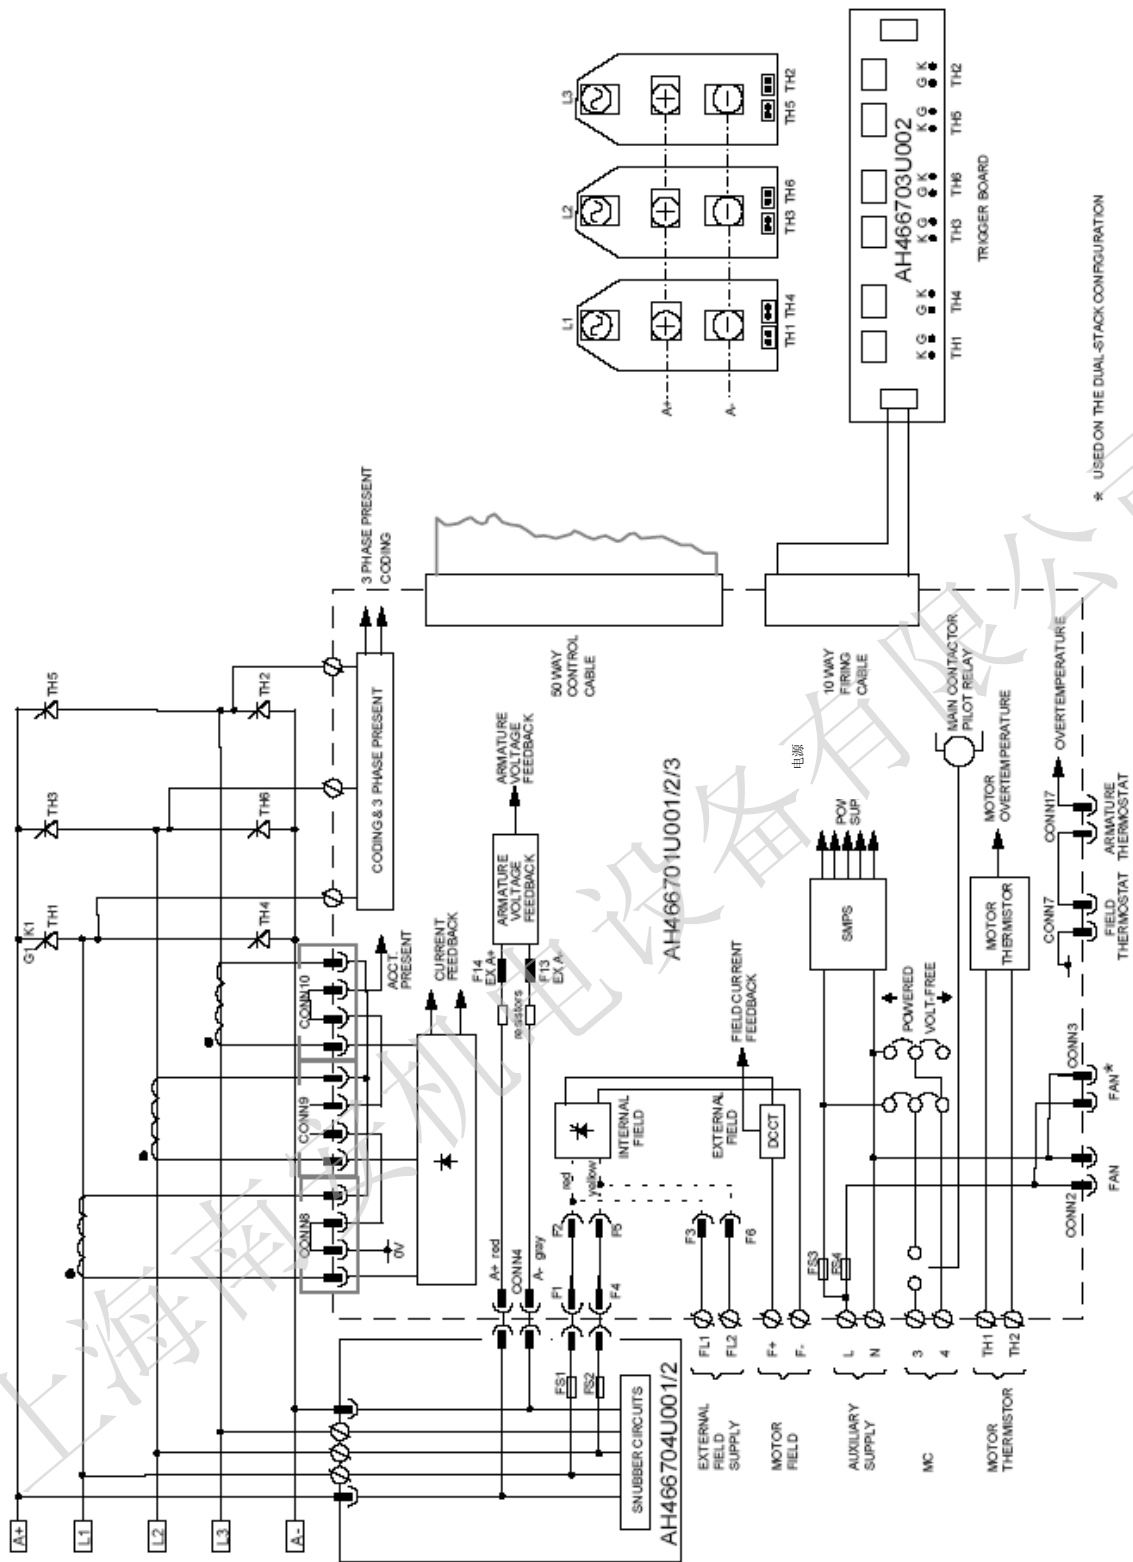 A+
L1
L2
L3
A-
G1 K1
TH1
TH3
TH5
TH4
TH6
TH2
CONN8
CONN9
CONN10
0V
ACCT.
PRESENT
CURRENT
FEEDBACK
CODING & 3 PHASE PRESENT
3 PHASE PRESENT
CODING
A+ red
CONN4
A- gray
F14
EX A+
resistors
F13
EX A-
ARMATURE
VOLTAGE
FEEDBACK
ARMATURE
VOLTAGE
FEEDBACK
50 WAY
CONTROL
CABLE
SNUBBER CIRCUITS
AH466704U001/2
FS1
FS2
F1
F4
F2
F5
red
yellow
INTERNAL
FIELD
F3
F6
EXTERNAL
FIELD
DCCT
FIELD CURRENT
FEEDBACK
AH466701U001/2/3
10 WAY
FIRING
CABLE
EXTERNAL
FIELD
SUPPLY
FL1
FL2
MOTOR
FIELD
F+
F-
AUXILIARY
SUPPLY
L
N
FS3
FS4
SMPS
POW
SUP
电源
MC
3
4
POWERED
VOLT-FREE
MAIN CONTACTOR
PILOT RELAY
MOTOR
THERMISTOR
TH1
TH2
MOTOR
THERMISTOR
MOTOR
OVERTEMPERATURE
CONN2
FAN
CONN3
FAN *
CONN7
FIELD
THERMOSTAT
CONN17
ARMATURE
THERMOSTAT
OVERTEMPERATURE
L1
L2
L3
A+
A-
TH1 TH4
TH3 TH6
TH5 TH2
AH466703U002
K G G K K G G K K G G K
TH1 TH4 TH3 TH6 TH5 TH2
TRIGGER BOARD
* USED ON THE DUAL-STACK CONFIGURATION
上海南安机电设备有限公司